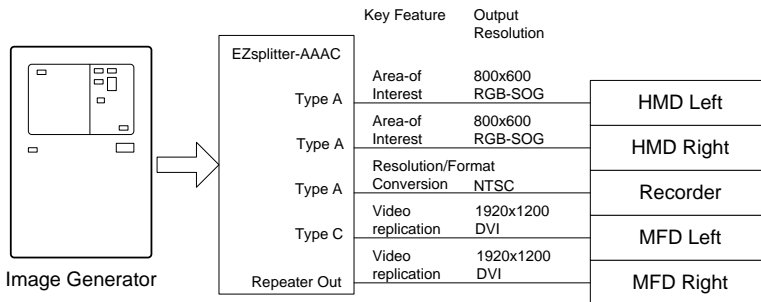 Key Feature Output Resolution
EZsplitter-AAAC
Type A Area-of Interest 800x600 RGB-SOG HMD Left
Type A Area-of Interest 800x600 RGB-SOG HMD Right
Type A Resolution/Format Conversion NTSC Recorder
Type C Video replication 1920x1200 DVI MFD Left
Repeater Out Video replication 1920x1200 DVI MFD Right
Image Generator